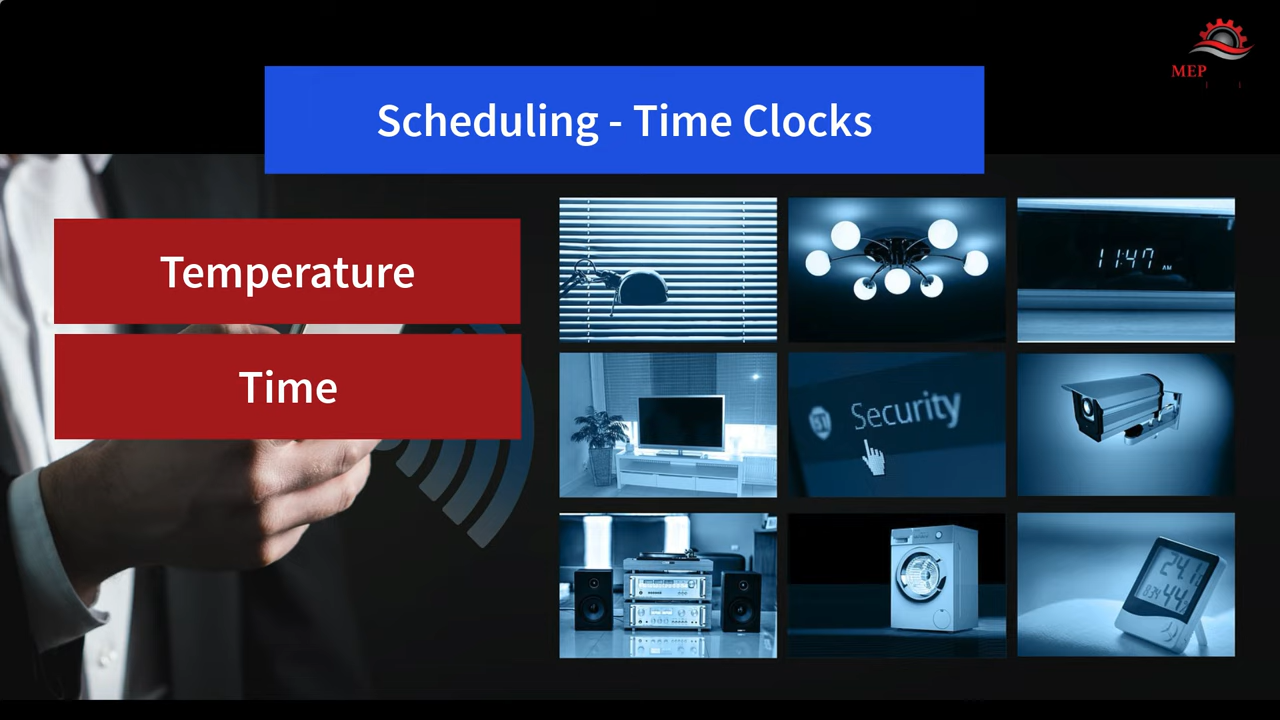 MEP
Scheduling - Time Clocks
Temperature
Time
11:47 AM
Security
24.1
44